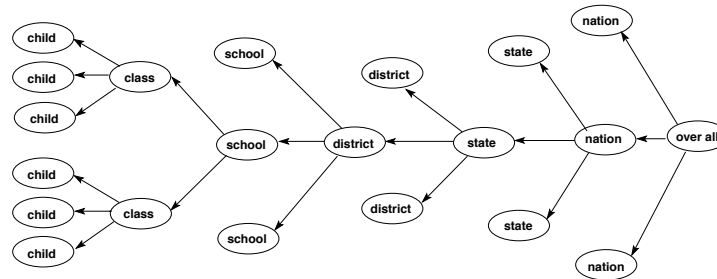 nation
child
state
school
child
class
district
child
school
district
state
nation
over all
child
child
class
district
state
school
child
nation